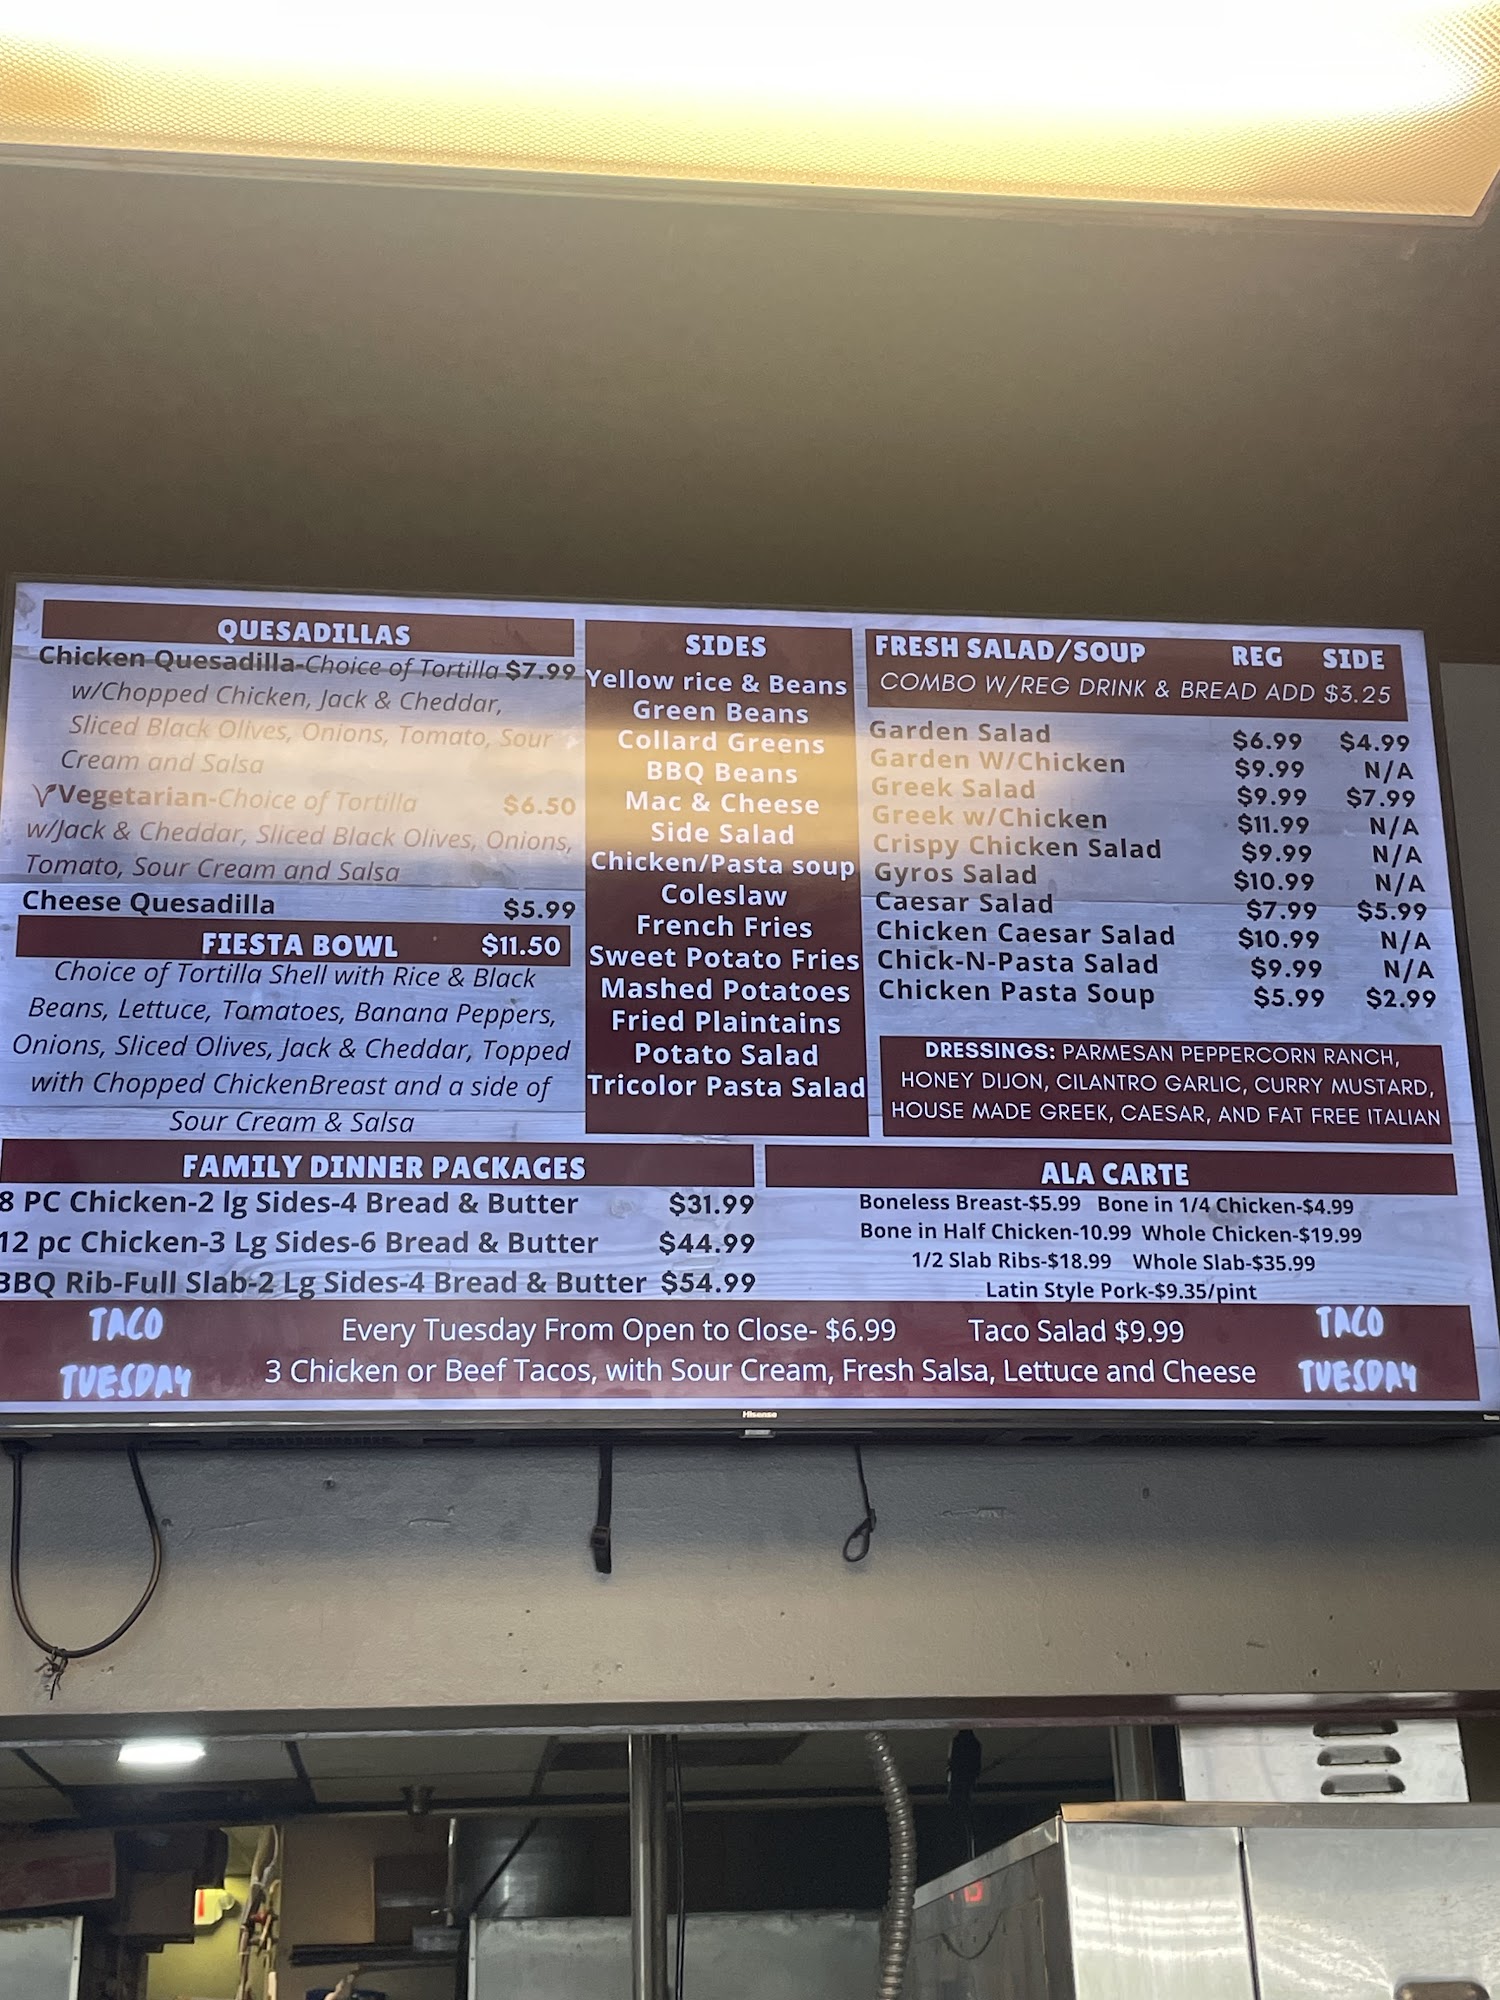 QUESADILLAS
Chicken Quesadilla-Choice of Tortilla $7.99
w/Chopped Chicken, Jack & Cheddar,
Sliced Black Olives, Onions, Tomato, Sour
Cream and Salsa
Vegetarian-Choice of Tortilla $6.50
w/Jack & Cheddar, Sliced Black Olives, Onions,
Tomato, Sour Cream and Salsa
Cheese Quesadilla $5.99
FIESTA BOWL $11.50
Choice of Tortilla Shell with Rice & Black
Beans, Lettuce, Tomatoes, Banana Peppers,
Onions, Sliced Olives, Jack & Cheddar, Topped
with Chopped ChickenBreast and a side of
Sour Cream & Salsa
SIDES
Yellow rice & Beans
Green Beans
Collard Greens
BBQ Beans
Mac & Cheese
Side Salad
Chicken/Pasta soup
Coleslaw
French Fries
Sweet Potato Fries
Mashed Potatoes
Fried Plaintains
Potato Salad
Tricolor Pasta Salad
FRESH SALAD/SOUP REG SIDE
COMBO W/REG DRINK & BREAD ADD $3.25
Garden Salad $6.99 $4.99
Garden W/Chicken $9.99 N/A
Greek Salad $9.99 $7.99
Greek w/Chicken $11.99 N/A
Crispy Chicken Salad $9.99 N/A
Gyros Salad $10.99 N/A
Caesar Salad $7.99 $5.99
Chicken Caesar Salad $10.99 N/A
Chick-N-Pasta Salad $9.99 N/A
Chicken Pasta Soup $5.99 $2.99
DRESSINGS: PARMESAN PEPPERCORN RANCH,
HONEY DIJON, CILANTRO GARLIC, CURRY MUSTARD,
HOUSE MADE GREEK, CAESAR, AND FAT FREE ITALIAN
FAMILY DINNER PACKAGES
8 PC Chicken-2 lg Sides-4 Bread & Butter $31.99
12 pc Chicken-3 Lg Sides-6 Bread & Butter $44.99
BBQ Rib-Full Slab-2 Lg Sides-4 Bread & Butter $54.99
ALA CARTE
Boneless Breast-$5.99 Bone in 1/4 Chicken-$4.99
Bone in Half Chicken-10.99 Whole Chicken-$19.99
1/2 Slab Ribs-$18.99 Whole Slab-$35.99
Latin Style Pork-$9.35/pint
TACO
TUESDAY
Every Tuesday From Open to Close- $6.99 Taco Salad $9.99
3 Chicken or Beef Tacos, with Sour Cream, Fresh Salsa, Lettuce and Cheese
TACO
TUESDAY
Hisense